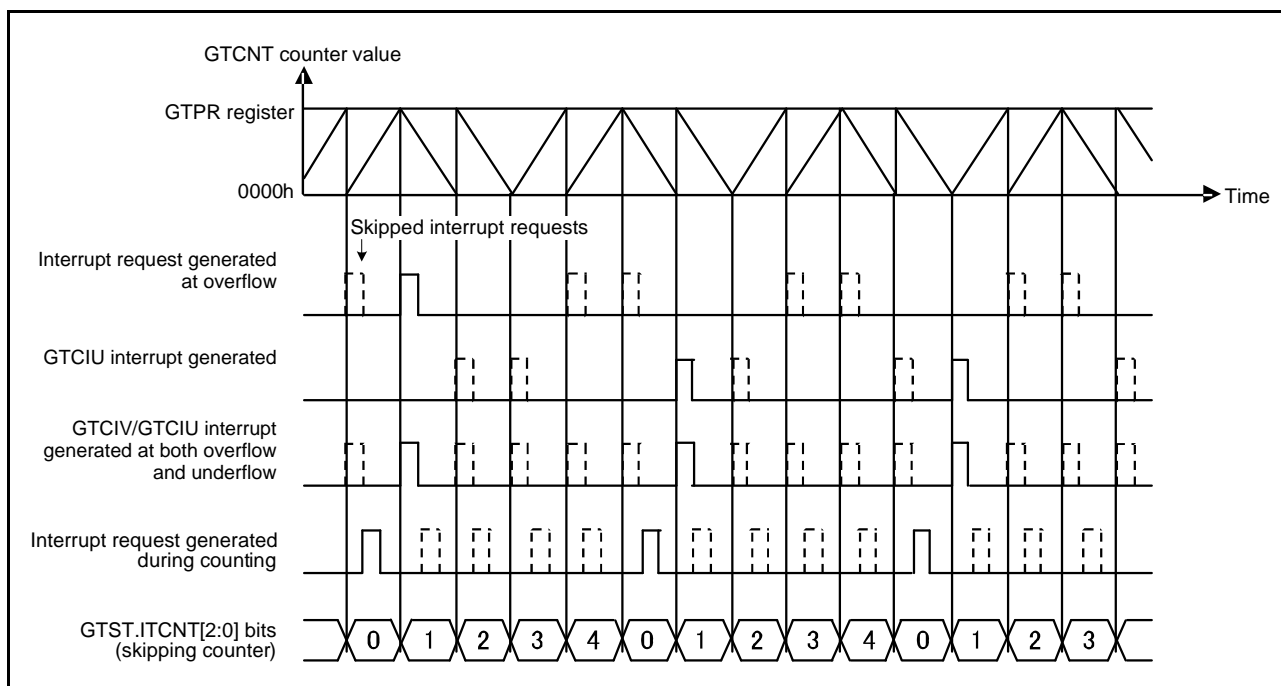 GTCNT counter value
GTPR register
0000h
Time
Skipped interrupt requests
Interrupt request generated
at overflow
GTCIU interrupt generated
GTCIV/GTCIU interrupt
generated at both overflow
and underflow
Interrupt request generated
during counting
GTST.ITCNT[2:0] bits
(skipping counter)
0 1 2 3 4 0 1 2 3 4 0 1 2 3